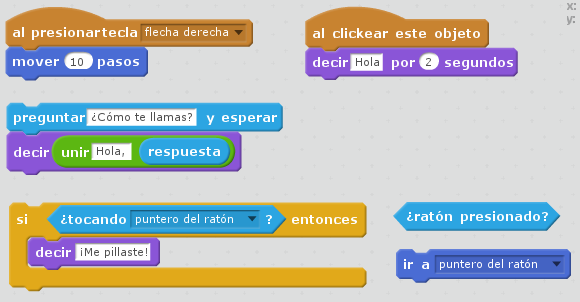 al presionartecla flecha derecha
mover 10 pasos
al clickear este objeto
decir Hola por 2 segundos
x:
y:
preguntar ¿Cómo te llamas? y esperar
decir unir Hola, respuesta
si ¿tocando puntero del ratón ? entonces
decir ¡Me pillaste!
¿ratón presionado?
ir a puntero del ratón